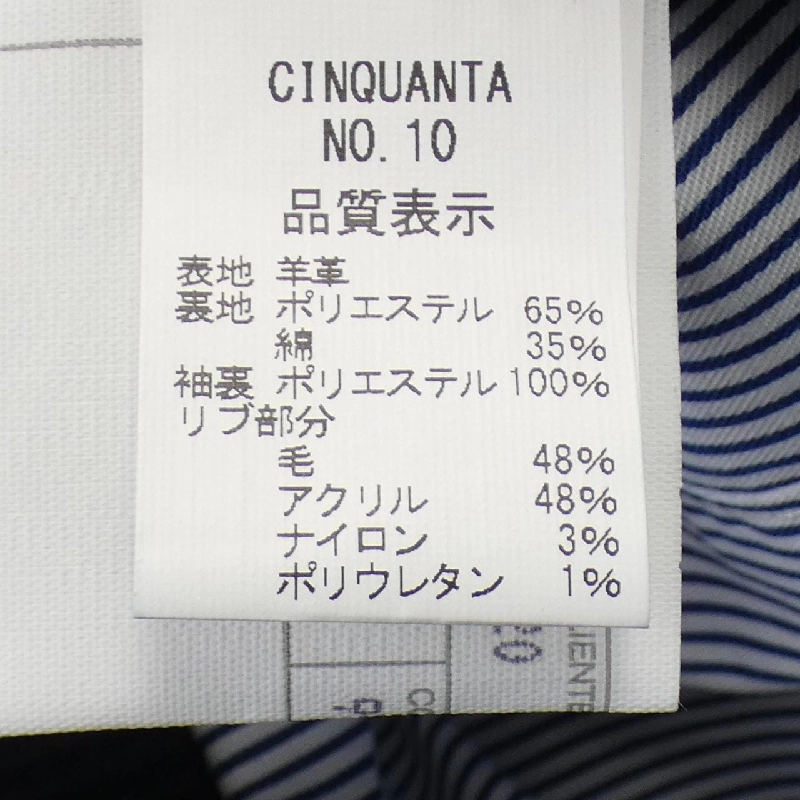 CINQUANTA
NO.10
品質表示
表地 羊革
裏地 ポリエステル 65%
綿 35%
袖裏 ポリエステル 100%
リブ部分
毛 48%
アクリル 48%
ナイロン 3%
ポリウレタン 1%